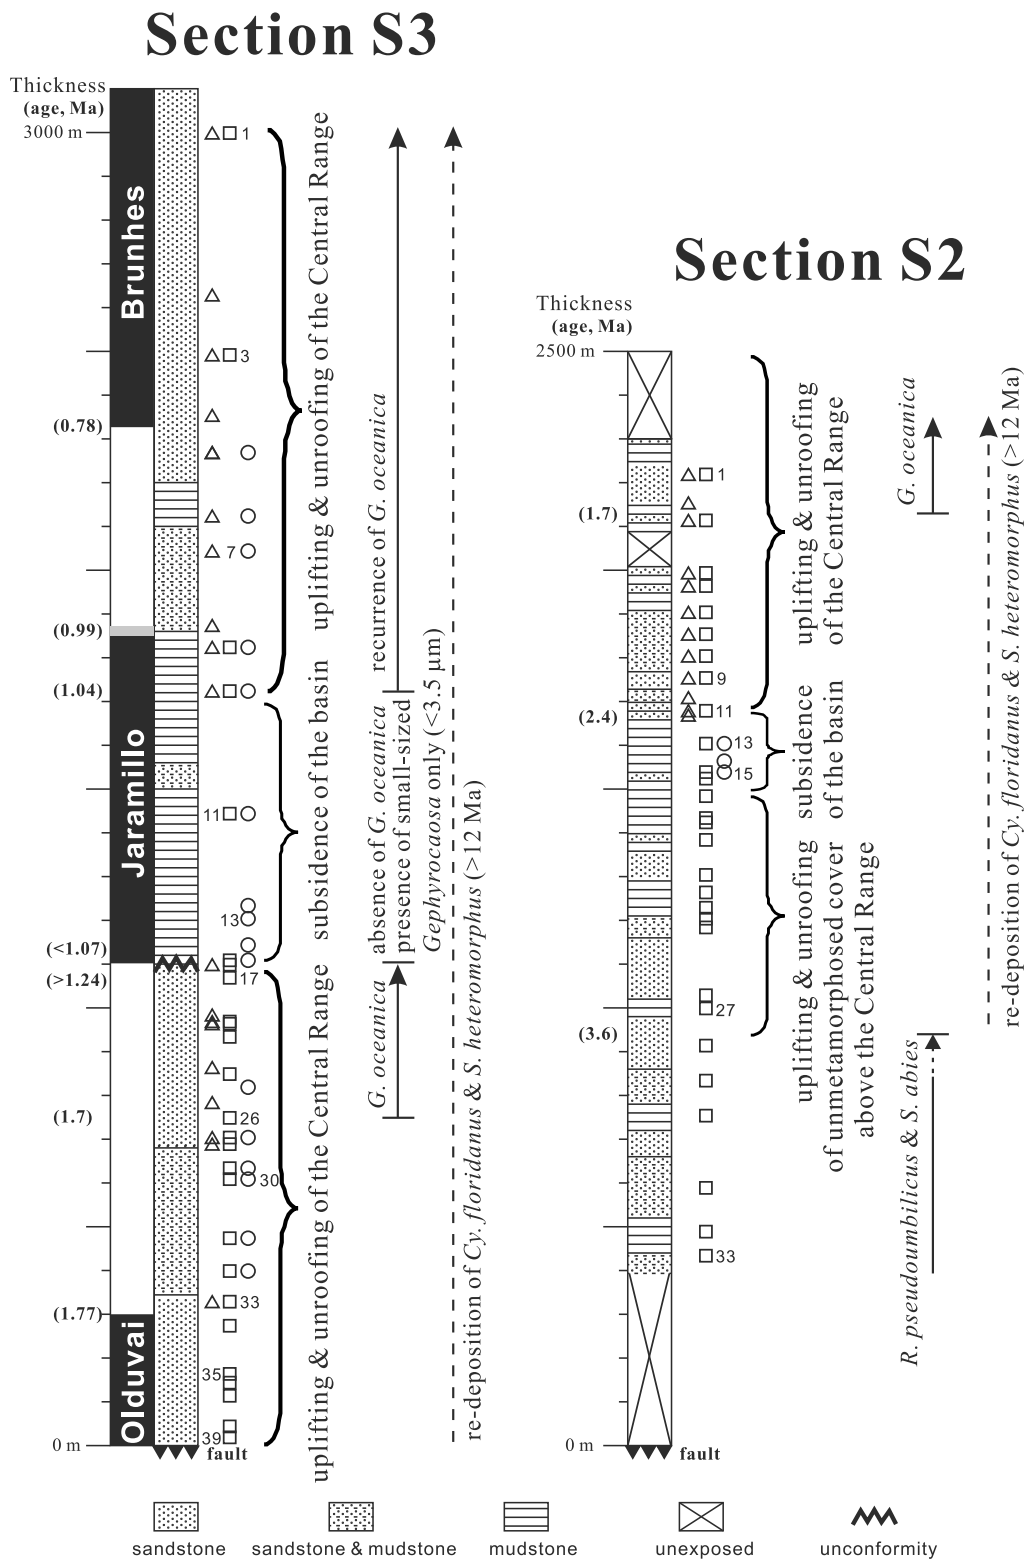 Section S3
Thickness
(age, Ma)
3000 m
Brunhes
(0.78)
(0.99)
(1.04)
Jaramillo
(<1.07)
(>1.24)
(1.7)
(1.77)
Olduvai
0 m
fault
1
3
7
11
13
17
26
30
33
35
39
uplifting & unroofing of the Central Range
subsidence of the basin
uplifting & unroofing of the Central Range
recurrence of G. oceanica
absence of G. oceanica
presence of small-sized
Gephyrocaosa only (<3.5 µm)
G. oceanica
re-deposition of Cy. floridanus & S. heteromorphus (>12 Ma)
Section S2
Thickness
(age, Ma)
2500 m
(1.7)
(2.4)
(3.6)
0 m
fault
1
9
11
13
15
27
33
uplifting & unroofing
of the Central Range
subsidence
of the basin
uplifting & unroofing
of unmetamorphosed cover
above the Central Range
G. oceanica
R. pseudoumbilicus & S. abies
re-deposition of Cy. floridanus & S. heteromorphus (>12 Ma)
sandstone
sandstone & mudstone
mudstone
unexposed
unconformity